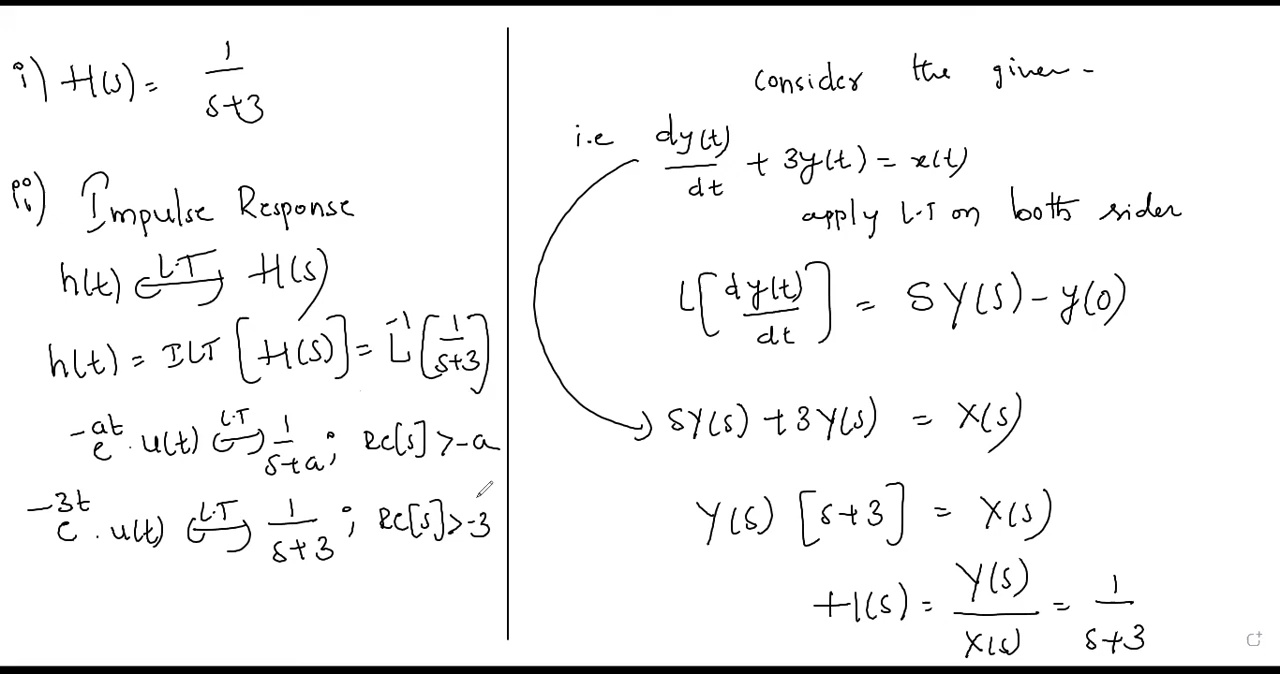 i) H(s) = 1/(s+3)
ii) Impulse Response
h(t) L.T H(s)
h(t) = ILT [H(s)] = L⁻¹[1/(s+3)]
e^(-at) . u(t) L.T 1/(s+a) ; Re[s] > -a
e^(-3t) . u(t) L.T 1/(s+3) ; Re[s] > -3
consider the given -
i.e dy(t)/dt + 3y(t) = x(t)
apply L.T on both sides
L[dy(t)/dt] = SY(s) - y(0)
SY(s) + 3Y(s) = X(s)
Y(s) [s+3] = X(s)
H(s) = Y(s)/X(s) = 1/(s+3)